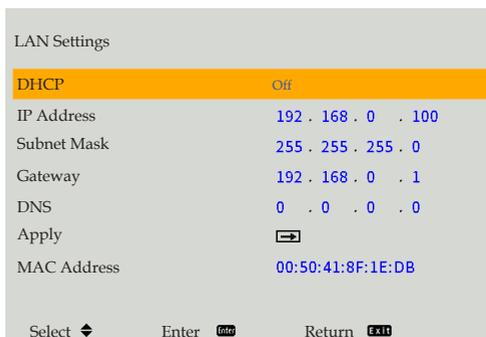 LAN Settings
DHCP Off
IP Address 192 . 168 . 0 . 100
Subnet Mask 255 . 255 . 255 . 0
Gateway 192 . 168 . 0 . 1
DNS 0 . 0 . 0 . 0
Apply
MAC Address 00:50:41:8F:1E:DB
Select Enter Enter Return Exit